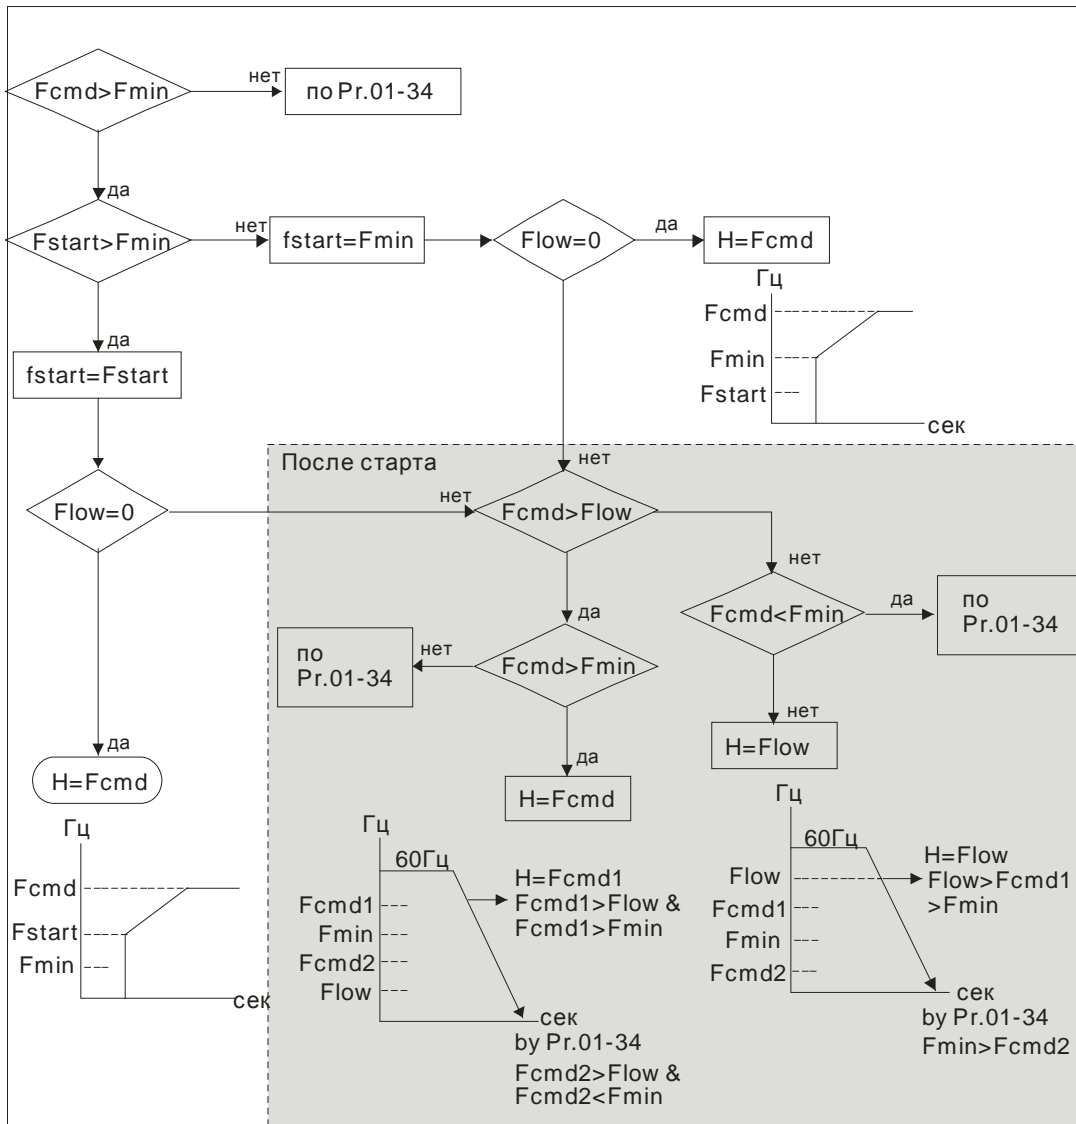 Fcmd>Fmin
нет
по Pr.01-34
да
Fstart>Fmin
нет
fstart=Fmin
Flow=0
да
H=Fcmd
Гц
Fcmd
Fmin
Fstart
сек
да
fstart=Fstart
После старта
нет
Flow=0
нет
Fcmd>Flow
нет
Fcmd<Fmin
да
по
Pr.01-34
да
Fcmd>Fmin
нет
по
Pr.01-34
нет
H=Flow
да
H=Fcmd
да
H=Fcmd
Гц
Fcmd
Fstart
Fmin
сек
Гц
60Гц
Fcmd1
Fmin
Fcmd2
Flow
H=Fcmd1
Fcmd1>Flow &
Fcmd1>Fmin
сек
by Pr.01-34
Fcmd2>Flow &
Fcmd2<Fmin
Гц
60Гц
Flow
Fcmd1
Fmin
Fcmd2
H=Flow
Flow>Fcmd1
>Fmin
сек
by Pr.01-34
Fmin>Fcmd2